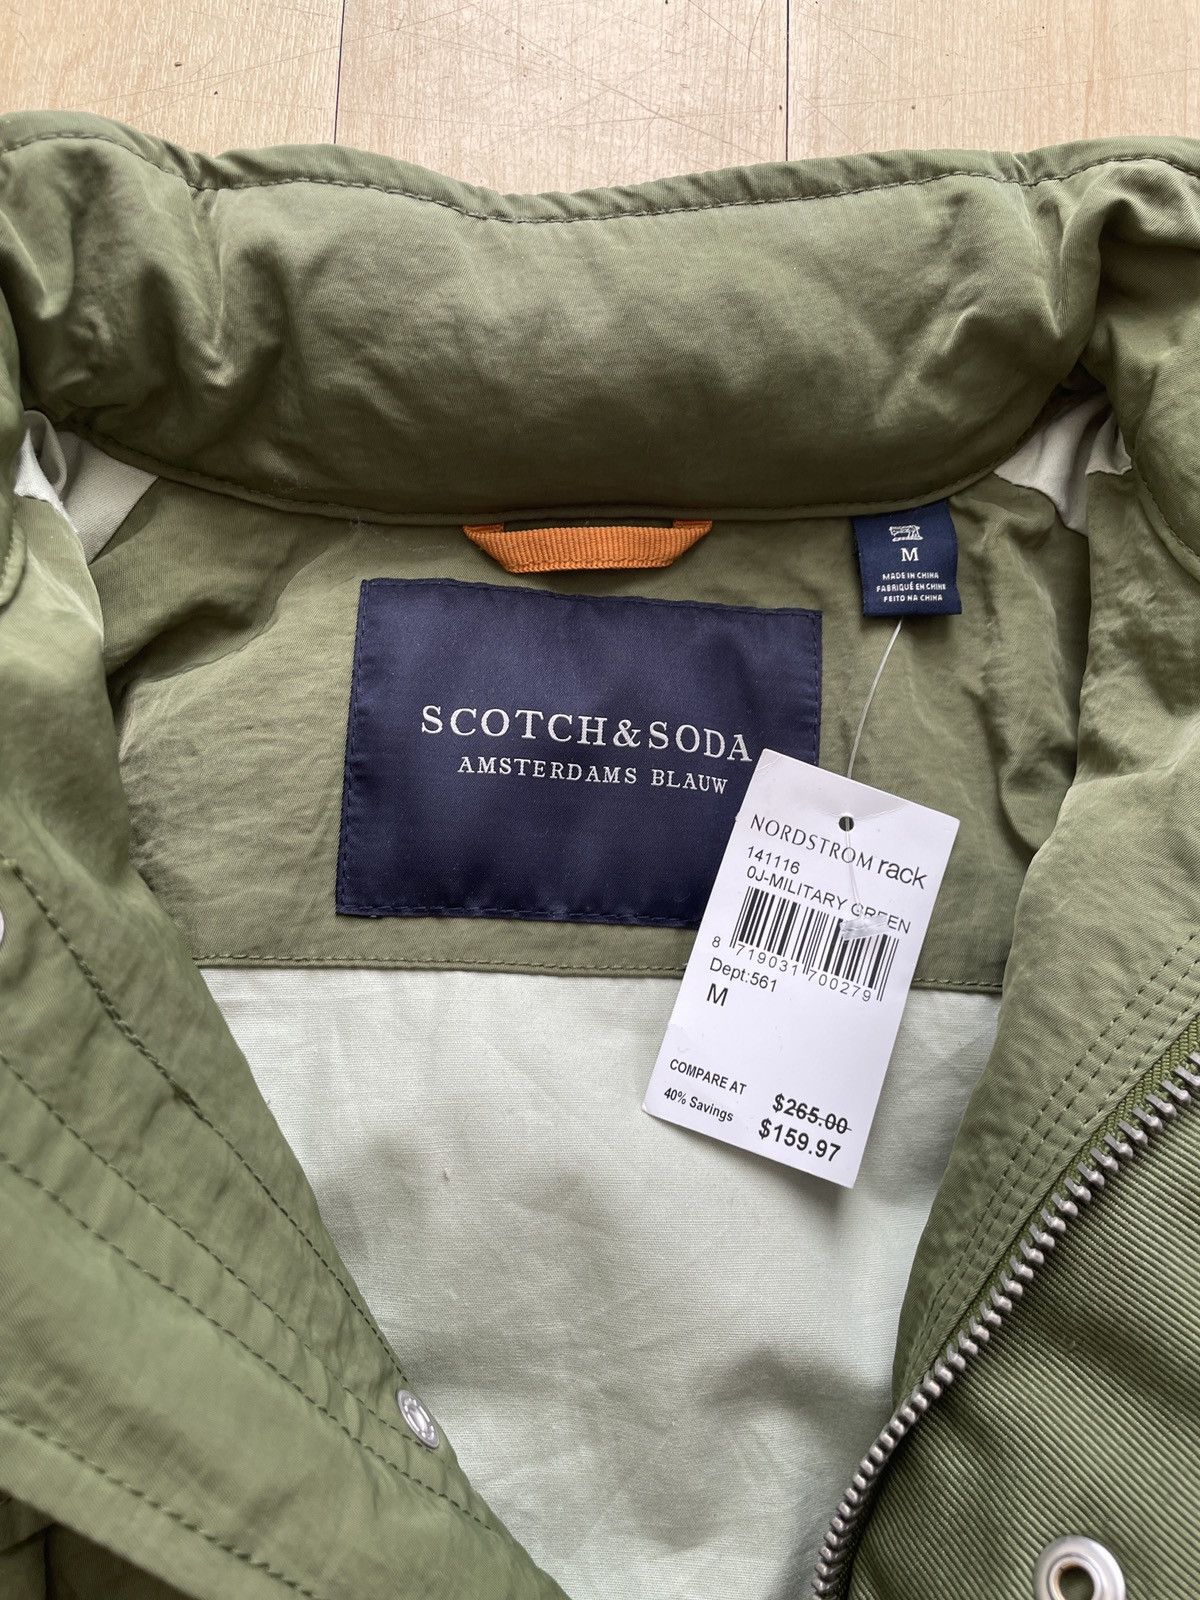 M
MADE IN CHINA
FABRIQUÉ EN CHINE
FEITO NA CHINA
SCOTCH&SODA
AMSTERDAMS BLAUW
NORDSTROM rack
141116
0J-MILITARY GREEN
8 719031 700279
Dept:561
M
COMPARE AT $265.00
40% Savings $159.97